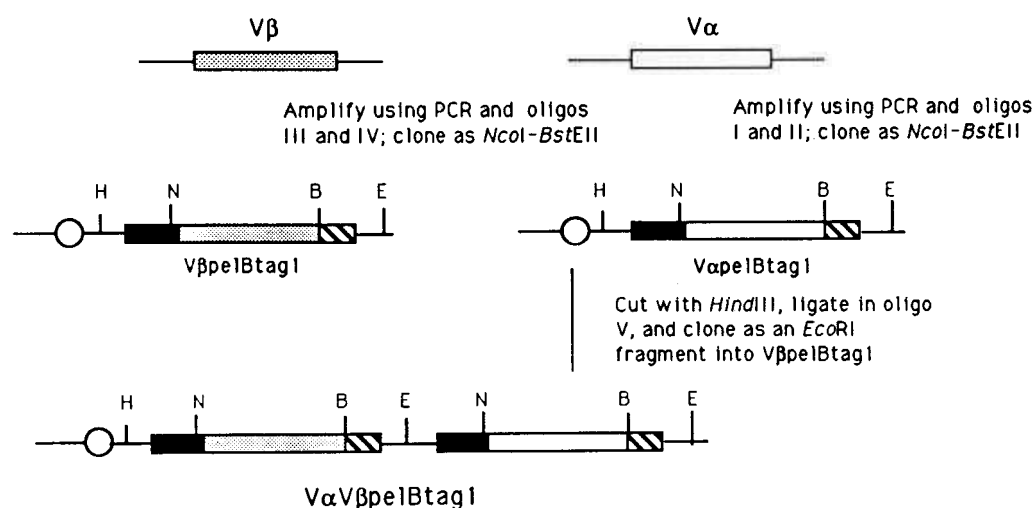 Vβ
Vα
Amplify using PCR and oligos
III and IV; clone as NcoI-BstEII
Amplify using PCR and oligos
I and II; clone as NcoI-BstEII
H N B E
H N B E
VβpelBtag1
VαpelBtag1
Cut with HindIII, ligate in oligo
V, and clone as an EcoRI
fragment into VβpelBtag1
H N B E N B E
VαVβpelBtag1